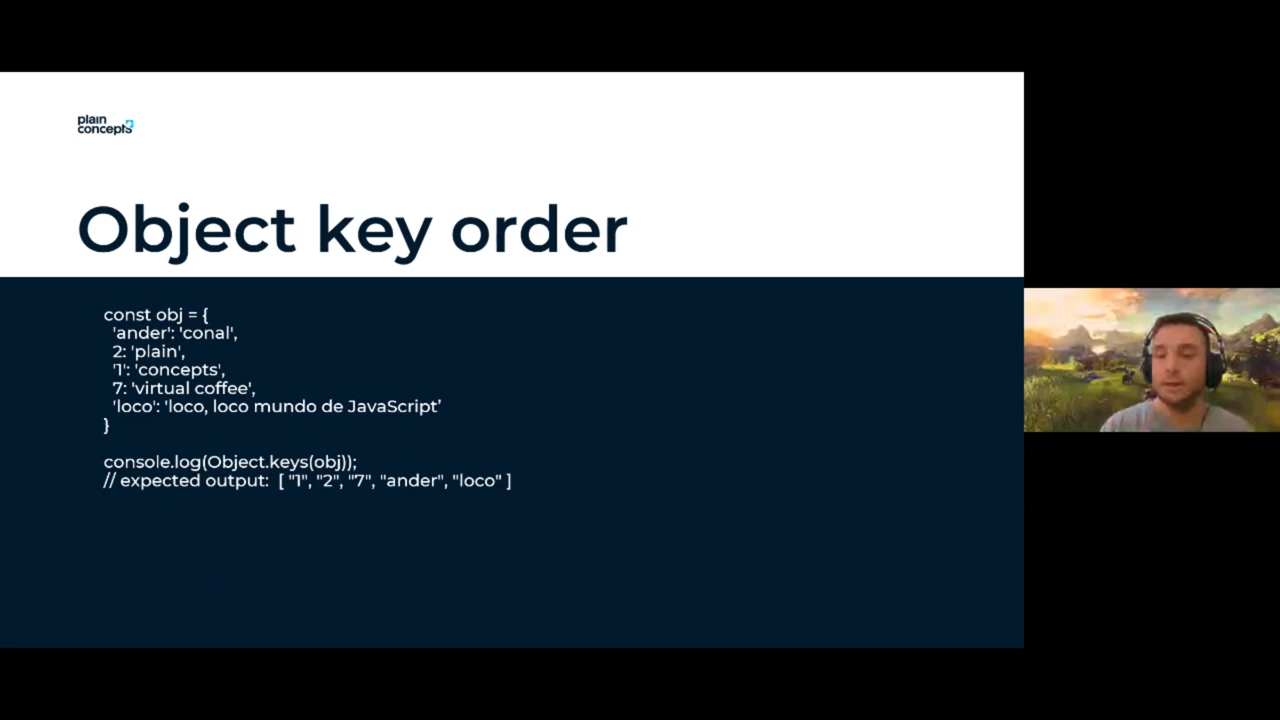 plain
concepts
Object key order
const obj = {
'ander': 'conal',
2: 'plain',
'1': 'concepts',
7: 'virtual coffee',
'loco': 'loco, loco mundo de JavaScript’
}
console.log(Object.keys(obj));
// expected output:  [ "1", "2", "7", "ander", "loco" ]